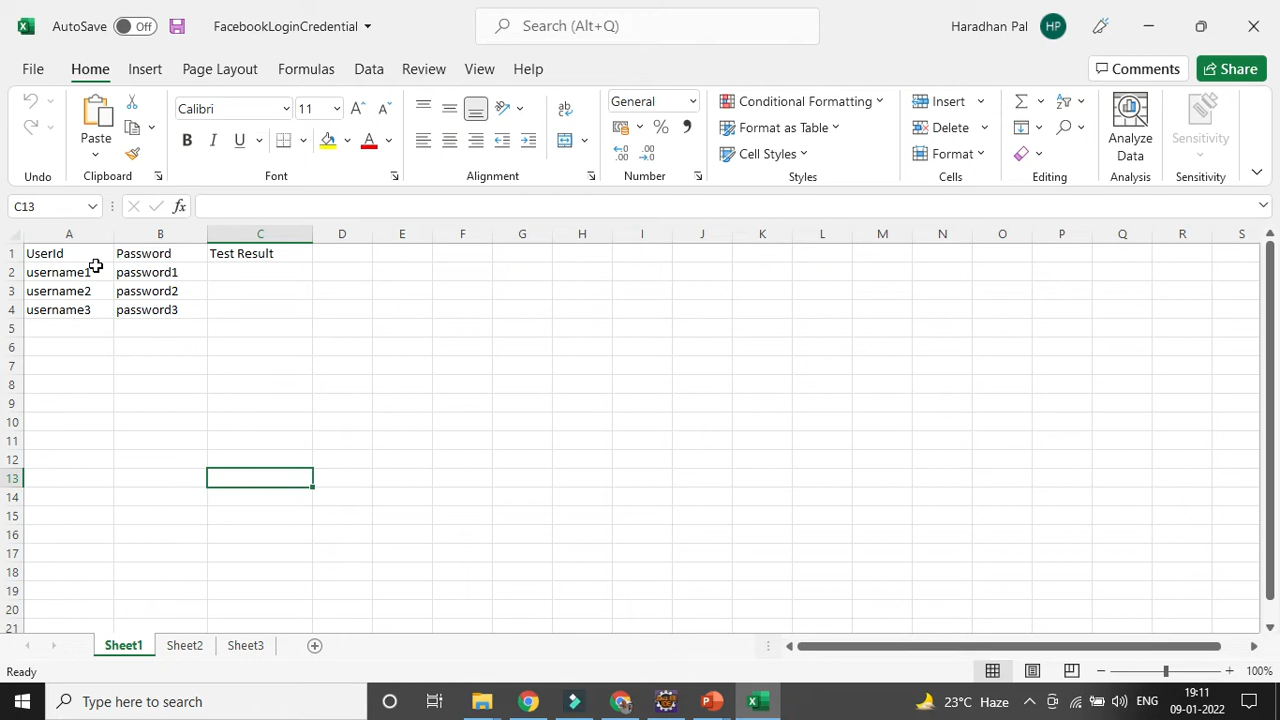 AutoSave Off FacebookLoginCredential Search (Alt+Q) Haradhan Pal HP
File Home Insert Page Layout Formulas Data Review View Help Comments Share
Calibri 11 General Conditional Formatting Insert
Paste B I U Format as Table Delete Analyze Data Sensitivity
Cell Styles Format
Undo Clipboard Font Alignment Number Styles Cells Editing Analysis Sensitivity
C13 fx
A B C D E F G H I J K L M N O P Q R S
1 UserId Password Test Result
2 username1 password1
3 username2 password2
4 username3 password3
5
6
7
8
9
10
11
12
13
14
15
16
17
18
19
20
21
Sheet1 Sheet2 Sheet3
Ready 100%
Type here to search 23°C Haze ENG 19:11
09-01-2022